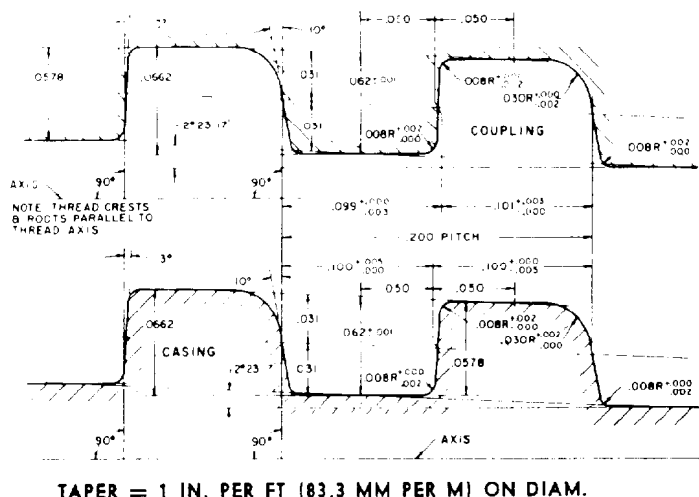 10° .050 .050
.0578 .0662 .031 .062±.001 .008R .030R +.000 .002
2°23'17" .031 .008R +.002 .000 COUPLING .008R +.002 .000
AXIS 90° 90°
NOTE THREAD CRESTS
& ROOTS PARALLEL TO
THREAD AXIS
.099 +.000 .003 .101 +.003 .000
.200 PITCH
3° .100 +.005 .000 .100 +.000 .005
10° .050 .050
.0662 .031 .062±.001 .008R +.002 .000
.030R +.002 .000
CASING .0578
2°23' .031 .008R +.000 .002 .008R +.000 .002
90° 90° AXIS
TAPER = 1 IN. PER FT (83.3 MM PER M) ON DIAM.